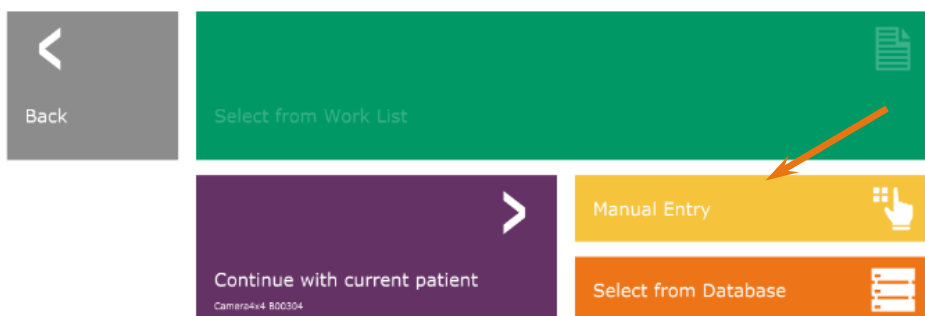 Back
Select from Work List
Manual Entry
Continue with current patient
Camera4x4 B00304
Select from Database